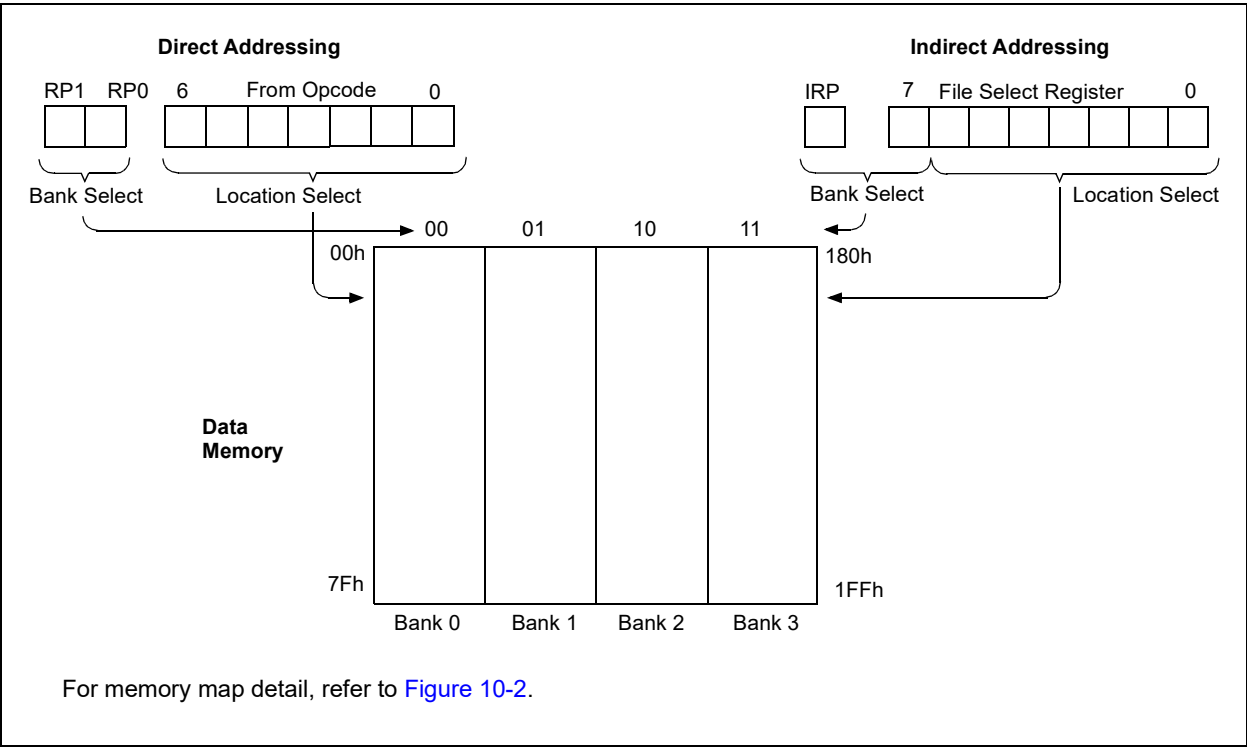 Direct Addressing
Indirect Addressing
RP1 RP0 6 From Opcode 0
IRP 7 File Select Register 0
Bank Select
Location Select
Bank Select
Location Select
00 01 10 11
00h
180h
Data
Memory
7Fh
1FFh
Bank 0 Bank 1 Bank 2 Bank 3
For memory map detail, refer to Figure 10-2.